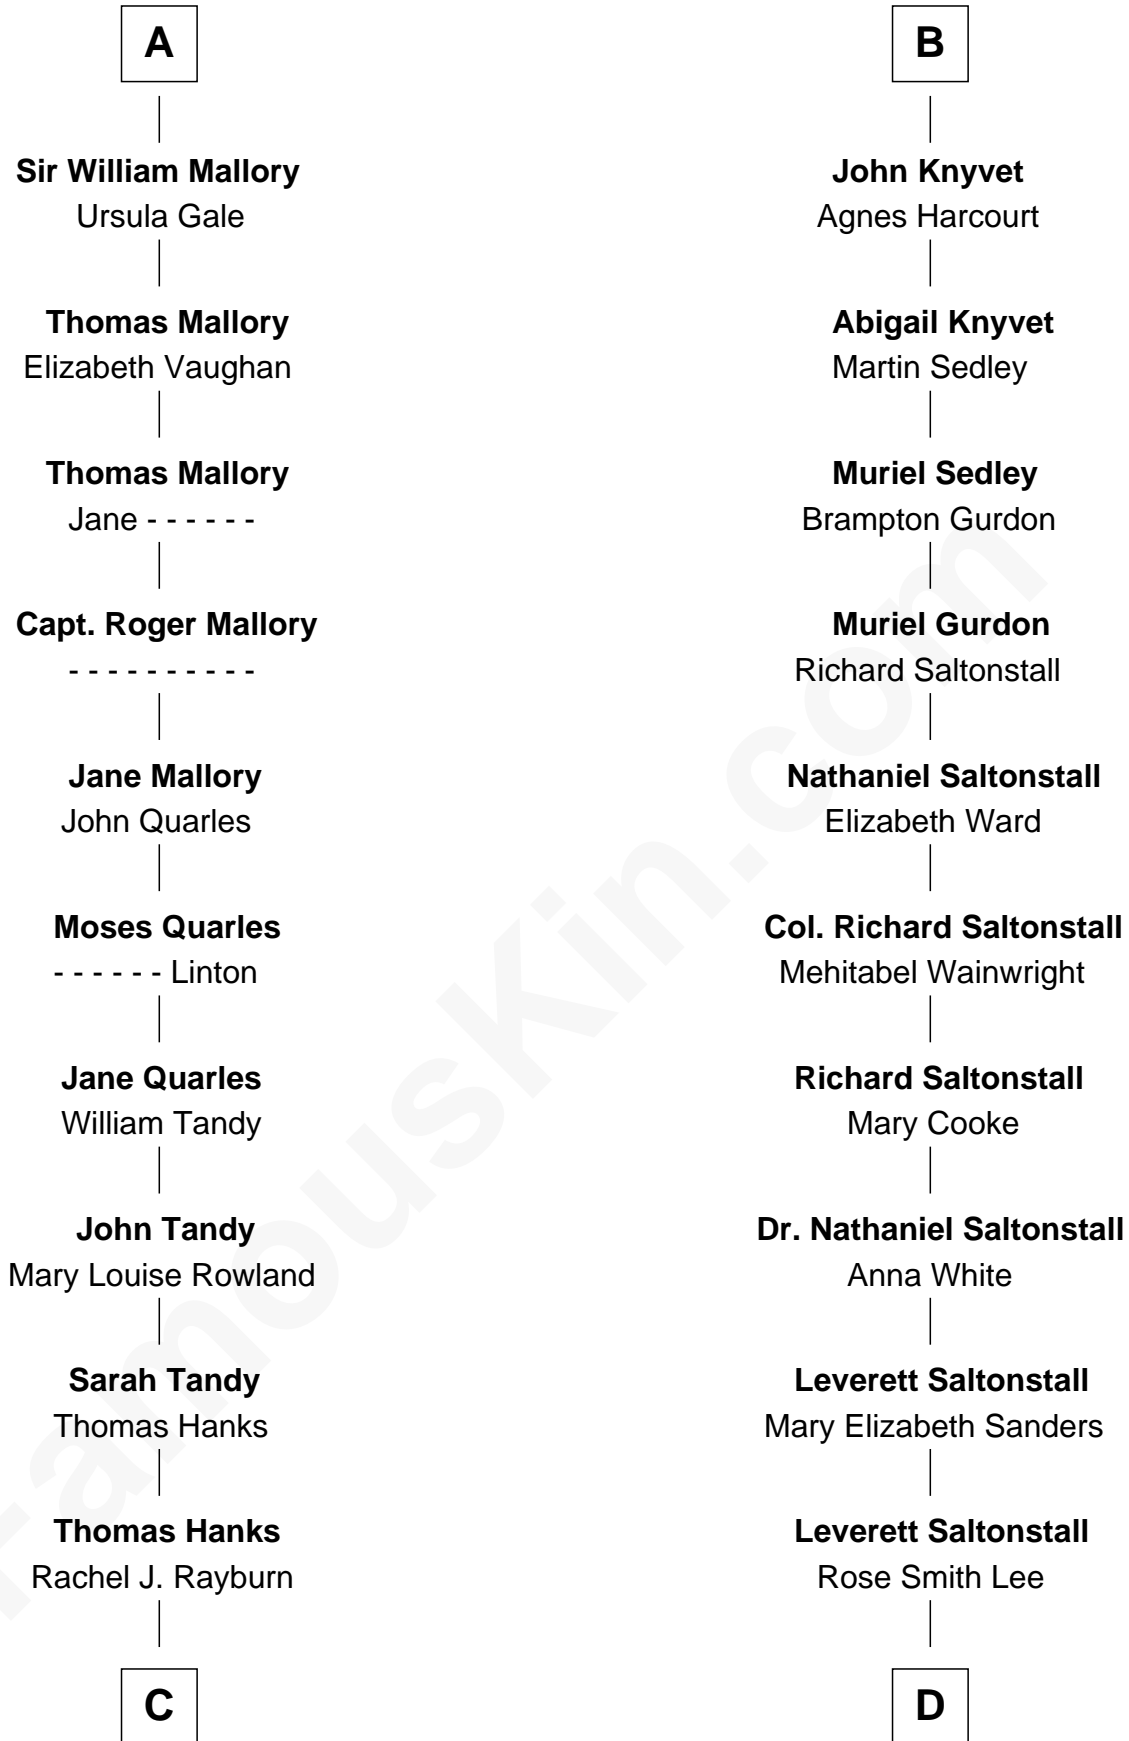 A
Sir William Mallory
Ursula Gale
Thomas Mallory
Elizabeth Vaughan
Thomas Mallory
Jane - - - - - -
Capt. Roger Mallory
- - - - - - - - - -
Jane Mallory
John Quarles
Moses Quarles
- - - - - - Linton
Jane Quarles
William Tandy
John Tandy
Mary Louise Rowland
Sarah Tandy
Thomas Hanks
Thomas Hanks
Rachel J. Rayburn
C
B
John Knyvet
Agnes Harcourt
Abigail Knyvet
Martin Sedley
Muriel Sedley
Brampton Gurdon
Muriel Gurdon
Richard Saltonstall
Nathaniel Saltonstall
Elizabeth Ward
Col. Richard Saltonstall
Mehitabel Wainwright
Richard Saltonstall
Mary Cooke
Dr. Nathaniel Saltonstall
Anna White
Leverett Saltonstall
Mary Elizabeth Sanders
Leverett Saltonstall
Rose Smith Lee
D
FamousKin.com